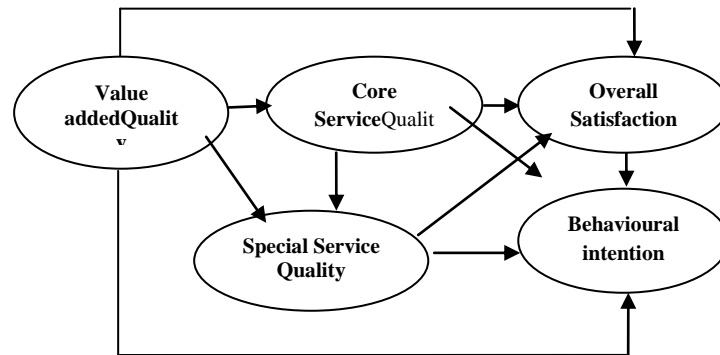 Value
addedQualit
y
Core
ServiceQualit
Overall
Satisfaction
Special Service
Quality
Behavioural
intention